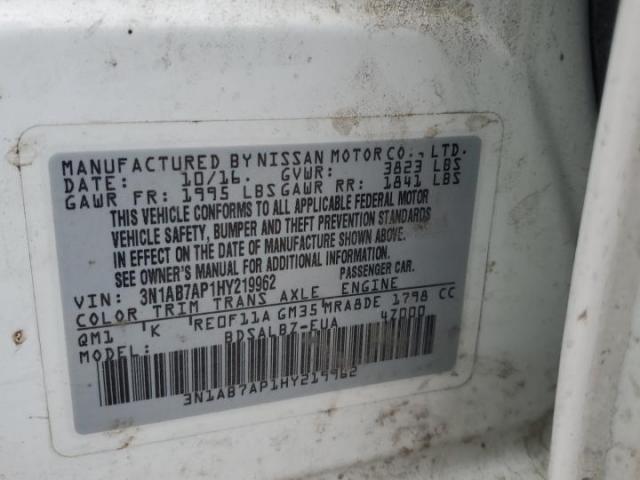 MANUFACTURED BY NISSAN MOTOR CO., LTD.
DATE: 10/16. GVWR: 3823 LBS
GAWR FR: 1995 LBS GAWR RR: 1841 LBS
THIS VEHICLE CONFORMS TO ALL APPLICABLE FEDERAL MOTOR
VEHICLE SAFETY, BUMPER AND THEFT PREVENTION STANDARDS
IN EFFECT ON THE DATE OF MANUFACTURE SHOWN ABOVE.
SEE OWNER'S MANUAL FOR ADDITIONAL INFORMATION.
VIN: 3N1AB7AP1HY219962 PASSENGER CAR.
COLOR TRIM TRANS AXLE ENGINE
QM1 K RE0F11A GM35 MRA8DE 1798 CC
MODEL: BDSALB7-EUA 47000
3N1AB7AP1HY219962